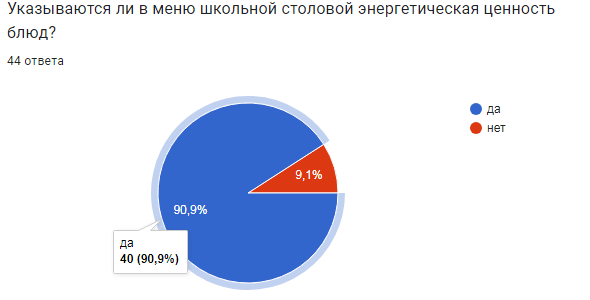 Указываются ли в меню школьной столовой энергетическая ценность
блюд?
44 ответа
да
нет
9,1%
90,9%
да
40 (90,9%)